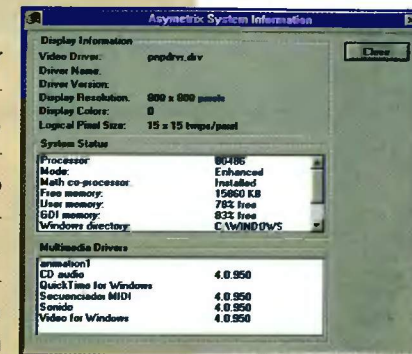 Asymetrix System Information
Display Information
Close
Video Driver: pnpdrvr.drv
Driver Name:
Driver Version:
Display Resolution: 800 x 600 pixels
Display Colors: 0
Logical Pixel Size: 15 x 15 twips/pixel
System Status
Processor 80486
Mode: Enhanced
Math co-processor Installed
Free memory: 15860 KB
User memory: 78% free
GDI memory: 83% free
Windows directory: C:\WINDOWS
Multimedia Drivers
animation1
CD audio 4.0.950
QuickTime for Windows
Secuenciador MIDI 4.0.950
Sonido 4.0.950
Video for Windows 4.0.950